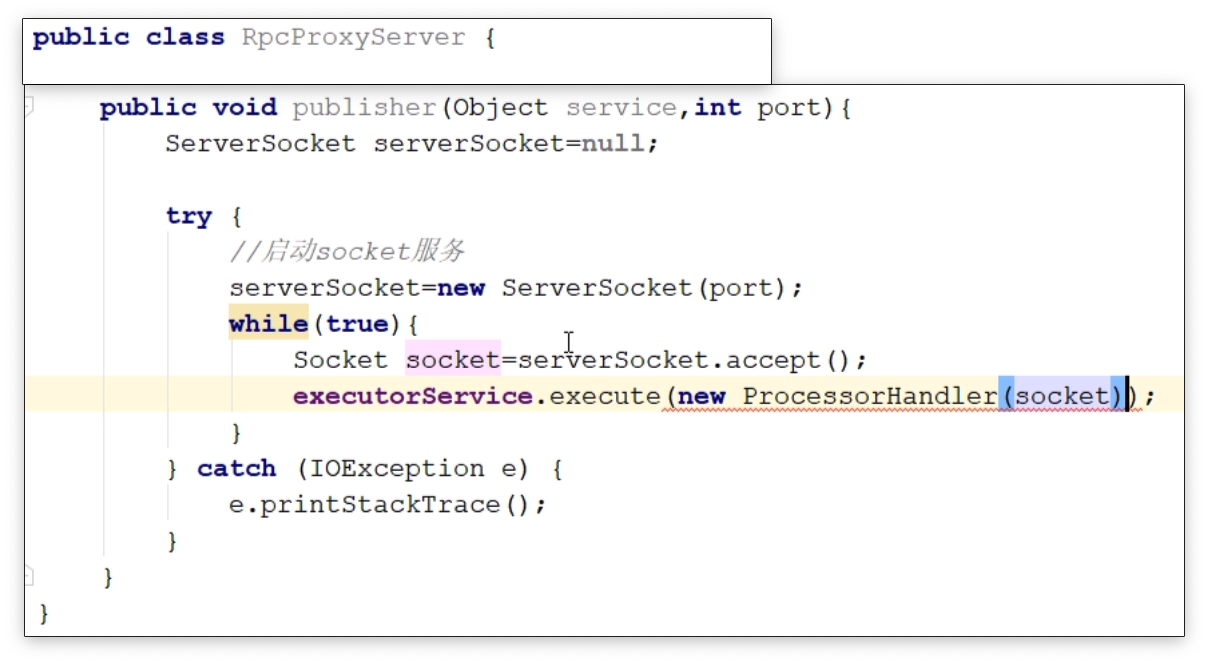 public class RpcProxyServer {
public void publisher(Object service,int port){
ServerSocket serverSocket=null;
try {
//启动socket服务
serverSocket=new ServerSocket(port);
while(true){
Socket socket=serverSocket.accept();
executorService.execute(new ProcessorHandler(socket));
}
} catch (IOException e) {
e.printStackTrace();
}
}
}